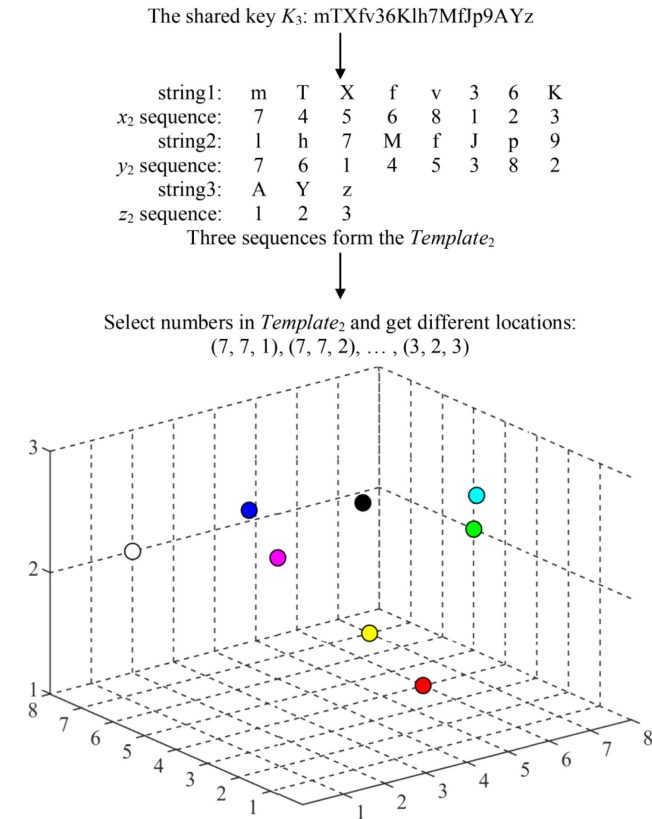 The shared key K₃: mTXfv36Klh7MfJp9AYz
string1: m T X f v 3 6 K
x₂ sequence: 7 4 5 6 8 1 2 3
string2: l h 7 M f J p 9
y₂ sequence: 7 6 1 4 5 3 8 2
string3: A Y z
z₂ sequence: 1 2 3
Three sequences form the Template₂
Select numbers in Template₂ and get different locations:
(7, 7, 1), (7, 7, 2), … , (3, 2, 3)
3
2
1
8
7
6
5
4
3
2
1
1
2
3
4
5
6
7
8